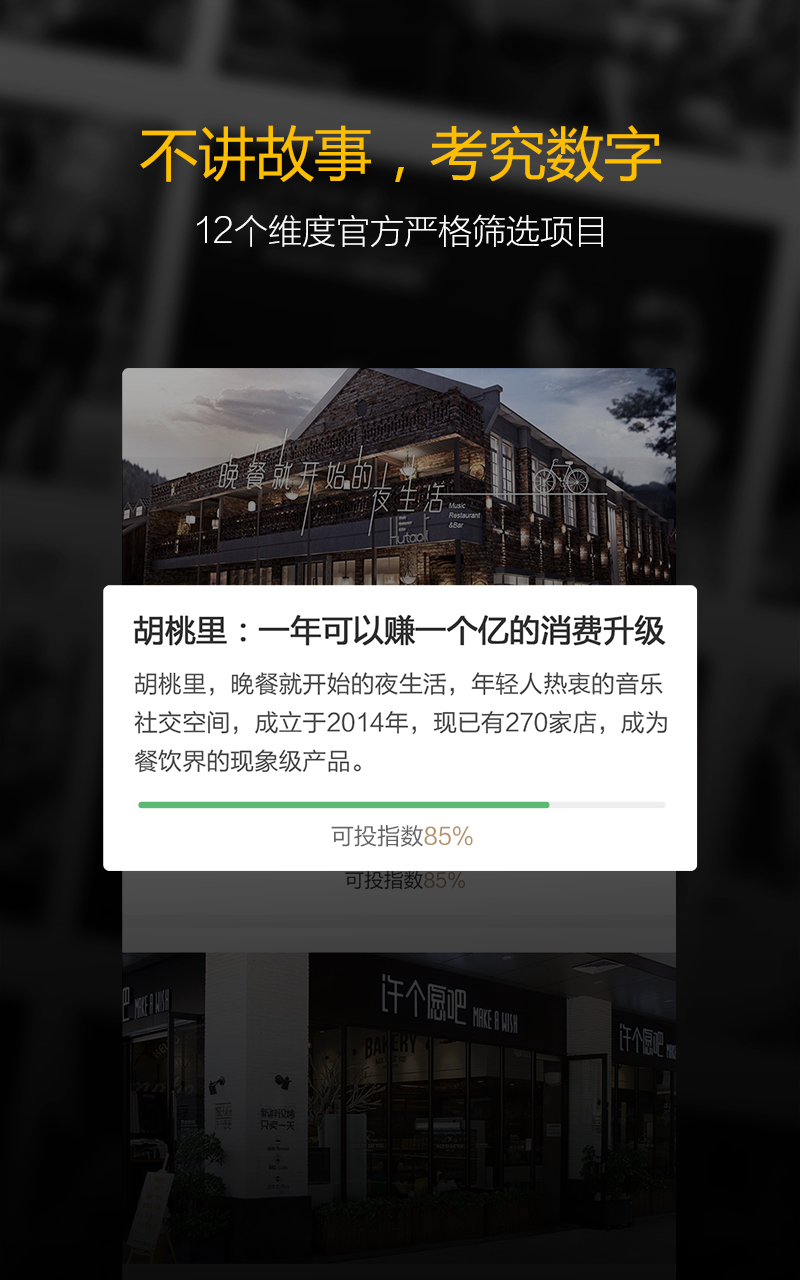 不讲故事，考究数字
12个维度官方严格筛选项目
晚餐就开始的
夜生活
Music
Restaurant
&Bar
Hutaoli
胡桃里：一年可以赚一个亿的消费升级
胡桃里，晚餐就开始的夜生活，年轻人热衷的音乐
社交空间，成立于2014年，现已有270家店，成为
餐饮界的现象级产品。
可投指数85%
可投指数85%
吧 MAKE A WISH
许个愿吧 MAKE A WISH
许个愿吧
BAKERY